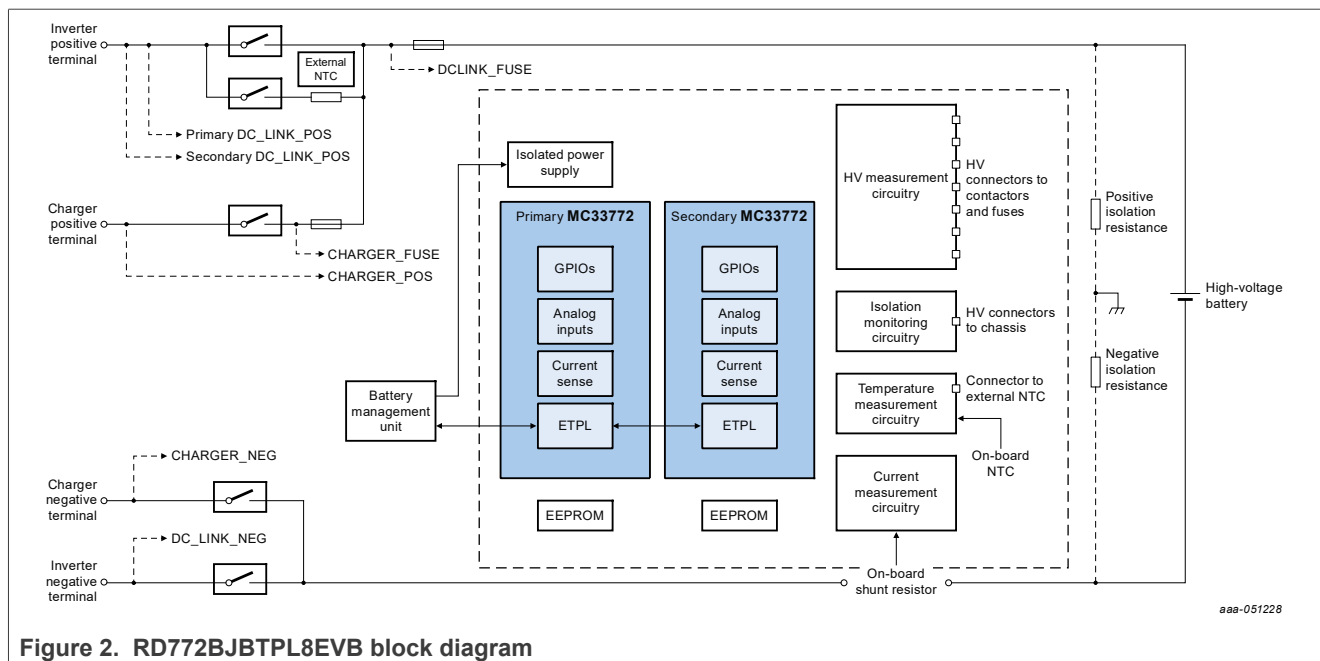 Inverter
positive
terminal
External
NTC
DCLINK_FUSE
Primary DC_LINK_POS
Secondary DC_LINK_POS
Charger
positive
terminal
CHARGER_FUSE
CHARGER_POS
Isolated power
supply
Primary MC33772
GPIOs
Analog
inputs
Current
sense
ETPL
Secondary MC33772
GPIOs
Analog
inputs
Current
sense
ETPL
EEPROM
EEPROM
Battery
management
unit
HV measurement
circuitry
HV
connectors to
contactors
and fuses
Isolation
monitoring
circuitry
HV connectors
to chassis
Temperature
measurement
circuitry
Connector to
external NTC
On-board
NTC
Current
measurement
circuitry
On-board
shunt resistor
Positive
isolation
resistance
High-voltage
battery
Negative
isolation
resistance
CHARGER_NEG
Charger
negative
terminal
DC_LINK_NEG
Inverter
negative
terminal
aaa-051228
Figure 2. RD772BJBTPL8EVB block diagram